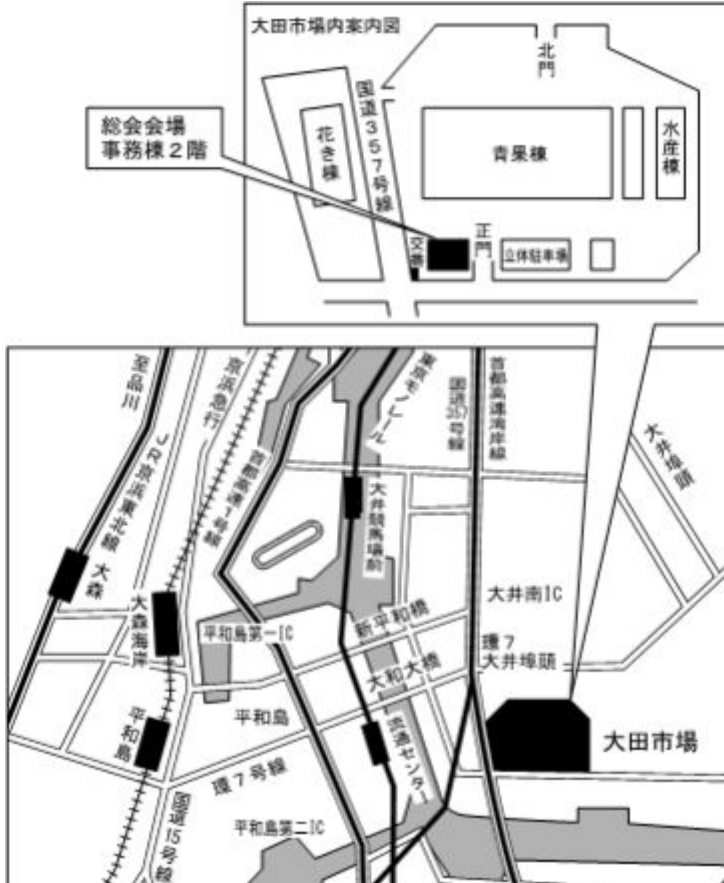 大田市場内案内図
北門
総会会場
事務棟2階
国道357号線
花き棟
青果棟
水産棟
交番
正門
立体駐車場
至品川
JR京浜東北線
京浜急行
首都高速1号線
東京モノレール
国道357号線
首都高速湾岸線
大井埠頭
大井競馬場前
大森
大森海岸
平和島第一IC
新平和橋
大井南IC
環7
大井埠頭
大和大橋
平和島
平和島
流通センター
大田市場
環7号線
国道15号線
平和島第二IC